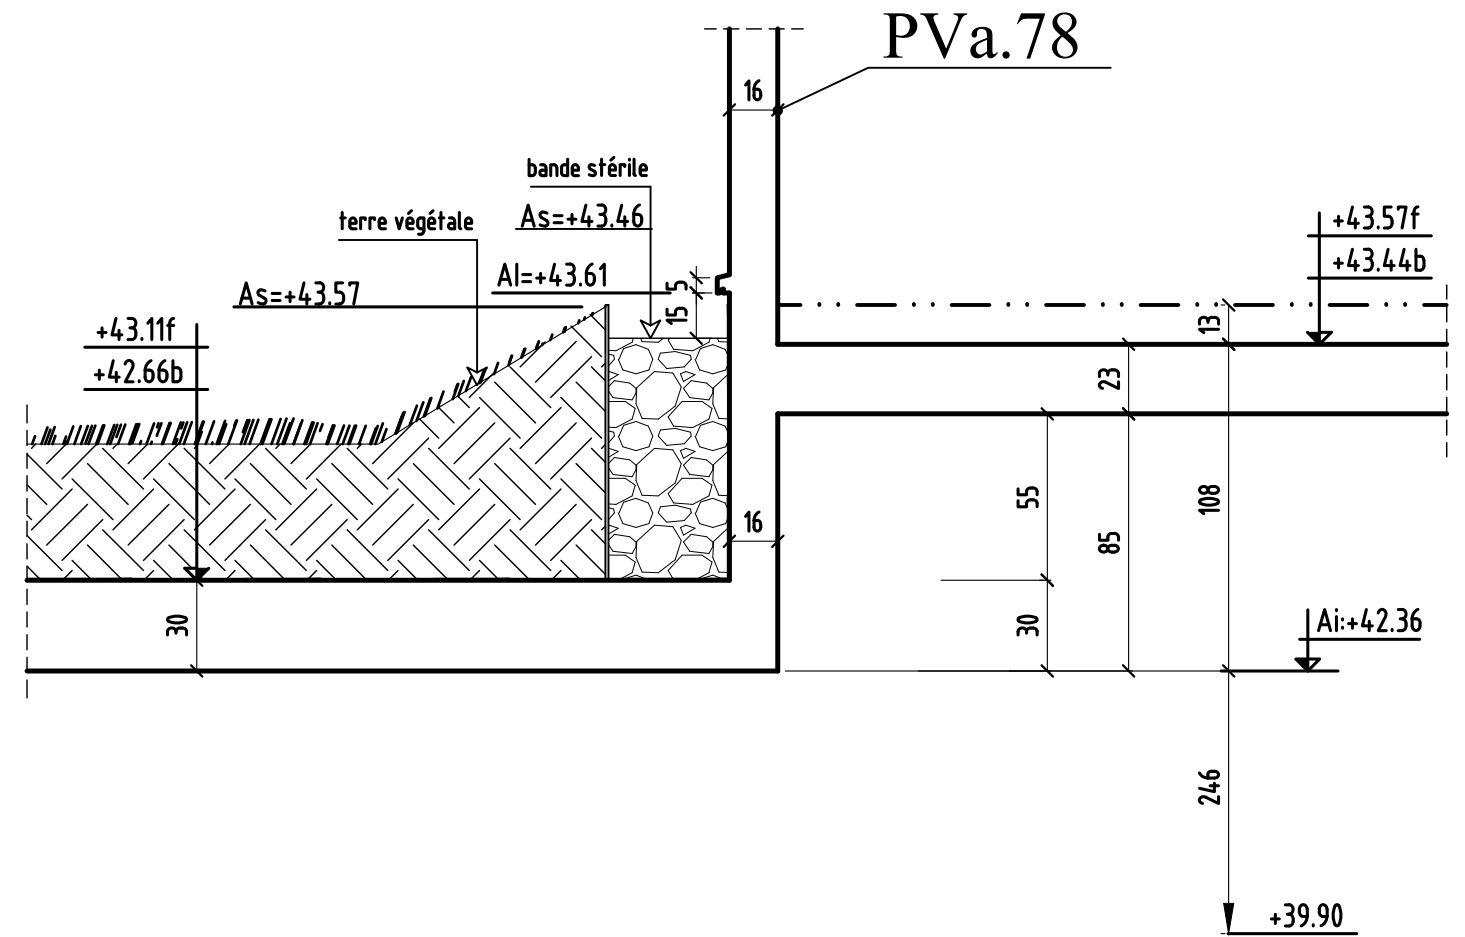 PVa.78
16
bande stérile
As=+43.46
terre végétale
+43.57f
+43.44b
Al=+43.61
As=+43.57
5
15
+43.11f
+42.66b
13
23
55
108
16
85
30
30
Ai:+42.36
246
+39.90